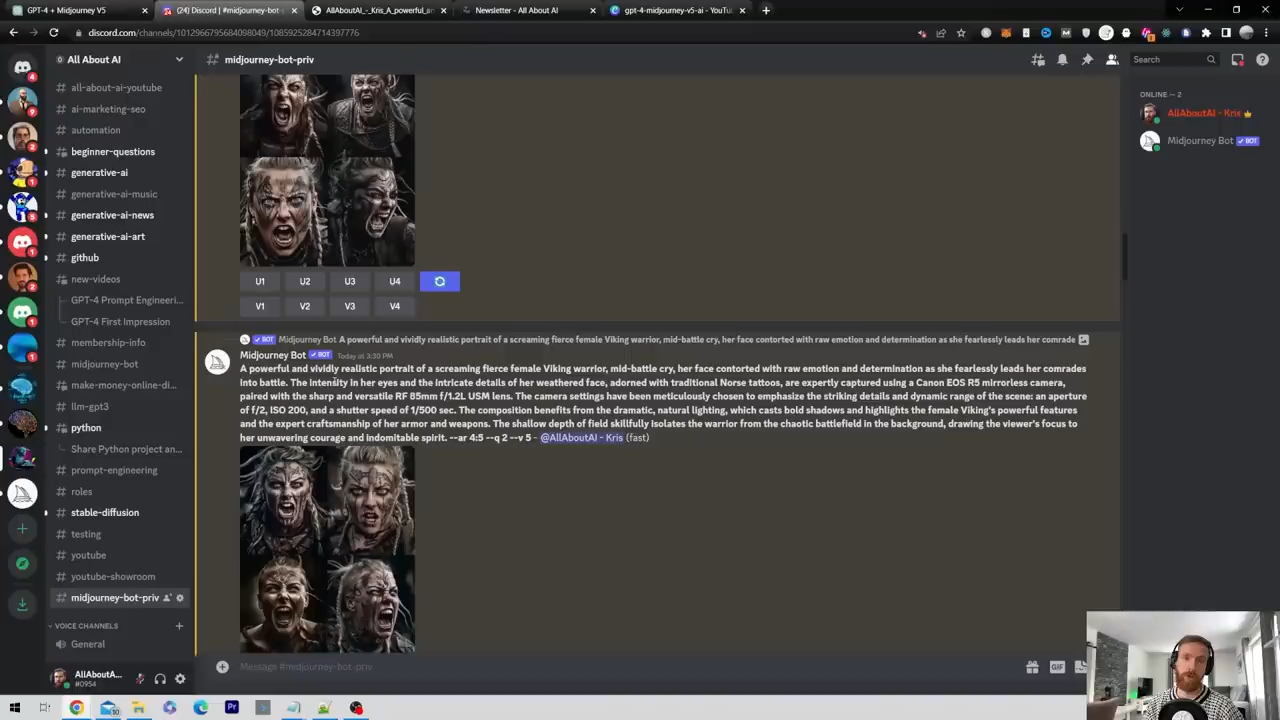 GPT + Midjourney V5
(24) Discord | #midjourney-bot
AllAboutAI_-_Kris_A_powerful_a
Newsletter - All About AI
gpt-4-midjourney-v5-ai - YouTu
discord.com/channels/1012966795684098049/1085925284714397776
All About AI
midjourney-bot-priv
Search
all-about-ai-youtube
ai-marketing-seo
automation
beginner-questions
generative-ai
generative-ai-music
generative-ai-news
generative-ai-art
github
new-videos
GPT-4 Prompt Engineeri...
GPT-4 First Impression
membership-info
midjourney-bot
make-money-online-di...
llm-gpt3
python
Share Python project an...
prompt-engineering
roles
stable-diffusion
testing
youtube
youtube-showroom
midjourney-bot-priv
VOICE CHANNELS
General
AllAboutA...
#0954
U1 U2 U3 U4
V1 V2 V3 V4
BOT Midjourney Bot A powerful and vividly realistic portrait of a screaming fierce female Viking warrior, mid-battle cry, her face contorted with raw emotion and determination as she fearlessly leads her comrade
Midjourney Bot BOT Today at 3:30 PM
A powerful and vividly realistic portrait of a screaming fierce female Viking warrior, mid-battle cry, her face contorted with raw emotion and determination as she fearlessly leads her comrades
into battle. The intensity in her eyes and the intricate details of her weathered face, adorned with traditional Norse tattoos, are expertly captured using a Canon EOS R5 mirrorless camera,
paired with the sharp and versatile RF 85mm f/1.2L USM lens. The camera settings have been meticulously chosen to emphasize the striking details and dynamic range of the scene: an aperture
of f/2, ISO 200, and a shutter speed of 1/500 sec. The composition benefits from the dramatic, natural lighting, which casts bold shadows and highlights the female Viking's powerful features
and the expert craftsmanship of her armor and weapons. The shallow depth of field skillfully isolates the warrior from the chaotic battlefield in the background, drawing the viewer's focus to
her unwavering courage and indomitable spirit. --ar 4:5 --q 2 --v 5 - @AllAboutAI - Kris (fast)
Message #midjourney-bot-priv
GIF
ONLINE — 2
AllAboutAI - Kris
Midjourney Bot BOT